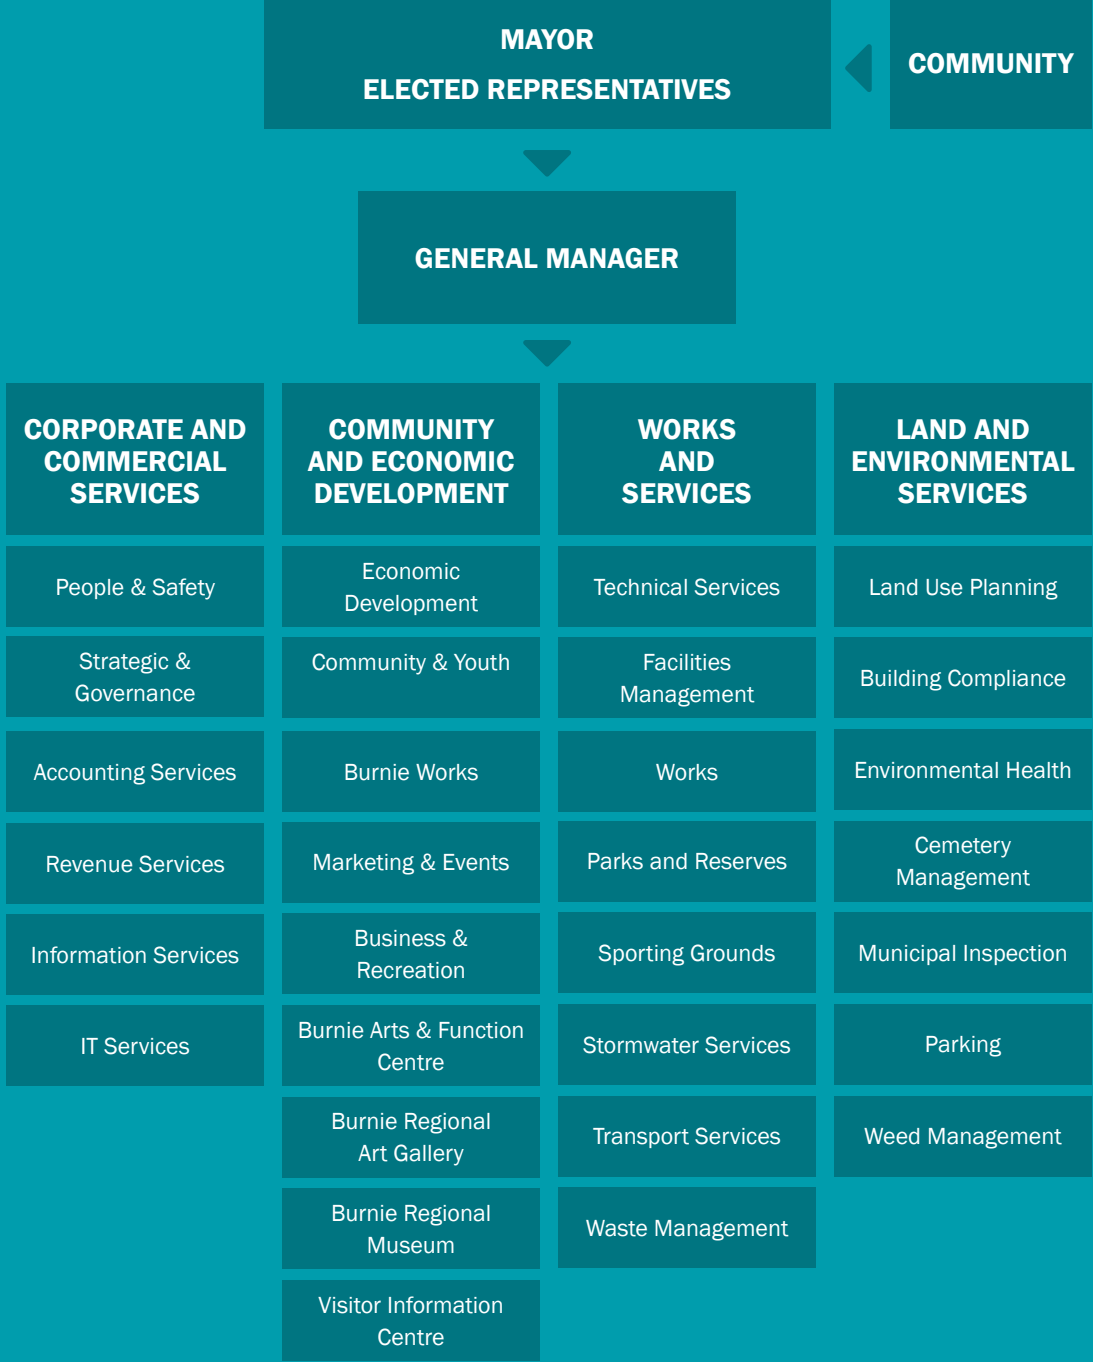 MAYOR
ELECTED REPRESENTATIVES
COMMUNITY
GENERAL MANAGER
CORPORATE AND
COMMERCIAL
SERVICES
People & Safety
Strategic &
Governance
Accounting Services
Revenue Services
Information Services
IT Services
COMMUNITY
AND ECONOMIC
DEVELOPMENT
Economic
Development
Community & Youth
Burnie Works
Marketing & Events
Business &
Recreation
Burnie Arts & Function
Centre
Burnie Regional
Art Gallery
Burnie Regional
Museum
Visitor Information
Centre
WORKS
AND
SERVICES
Technical Services
Facilities
Management
Works
Parks and Reserves
Sporting Grounds
Stormwater Services
Transport Services
Waste Management
LAND AND
ENVIRONMENTAL
SERVICES
Land Use Planning
Building Compliance
Environmental Health
Cemetery
Management
Municipal Inspection
Parking
Weed Management